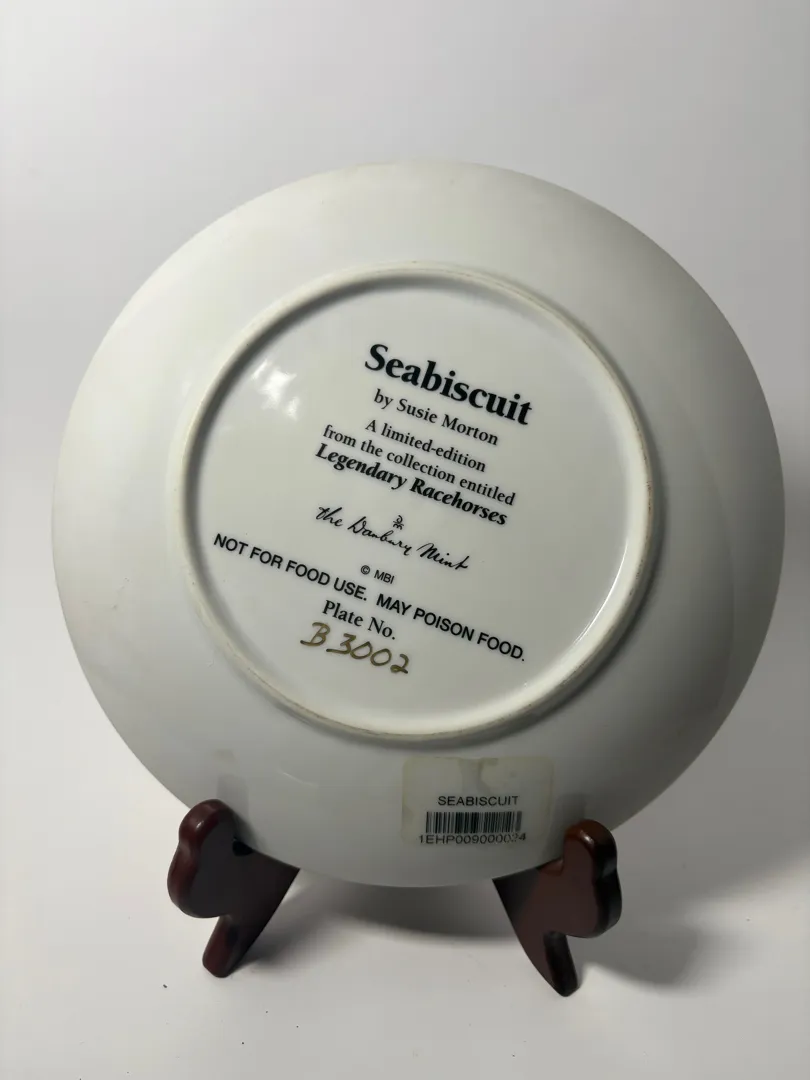 Seabiscuit
by Susie Morton
A limited-edition
from the collection entitled
Legendary Racehorses
DM
the Danbury Mint
© MBI
NOT FOR FOOD USE. MAY POISON FOOD.
Plate No.
B3002
SEABISCUIT
1EHP009000024